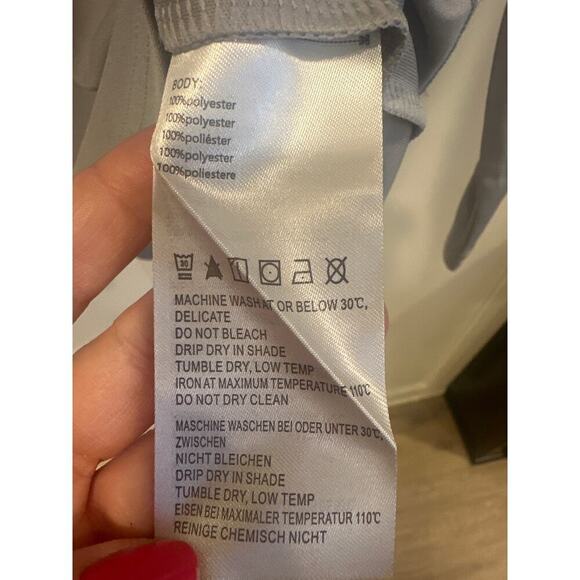 BODY:
100%polyester
100%polyester
100%poliéster
100%polyester
100%poliestere
30
MACHINE WASH AT OR BELOW 30℃,
DELICATE
DO NOT BLEACH
DRIP DRY IN SHADE
TUMBLE DRY, LOW TEMP
IRON AT MAXIMUM TEMPERATURE 110℃
DO NOT DRY CLEAN
MASCHINE WASCHEN BEI ODER UNTER 30℃,
ZWISCHEN
NICHT BLEICHEN
DRIP DRY IN SHADE
TUMBLE DRY, LOW TEMP
EISEN BEI MAXIMALER TEMPERATUR 110℃
REINIGE CHEMISCH NICHT